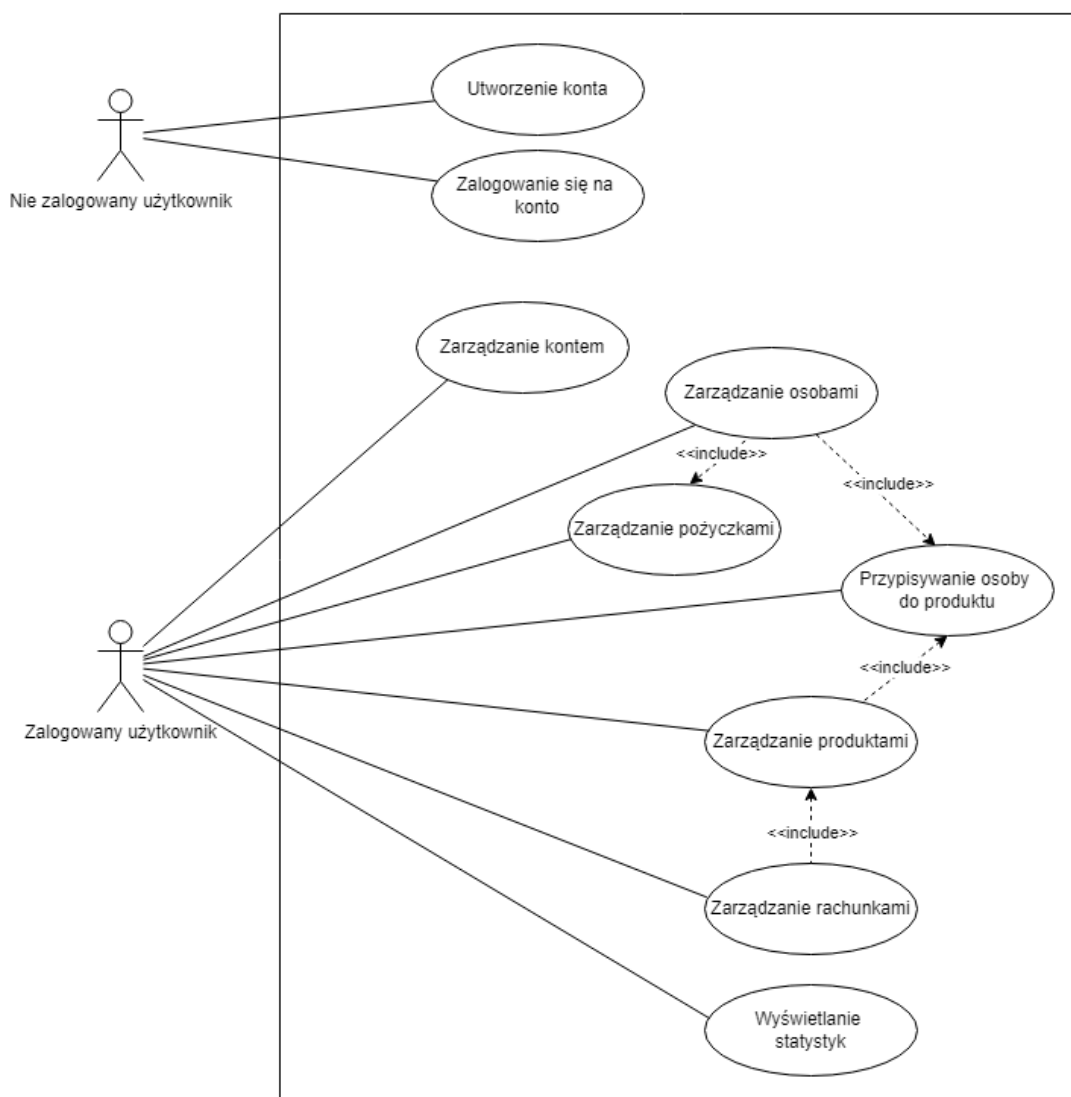 Utworzenie konta
Nie zalogowany użytkownik
Zalogowanie się na
konto
Zarządzanie kontem
Zarządzanie osobami
<<include>>
<<include>>
Zarządzanie pożyczkami
Przypisywanie osoby
do produktu
<<include>>
Zalogowany użytkownik
Zarządzanie produktami
<<include>>
Zarządzanie rachunkami
Wyświetlanie
statystyk